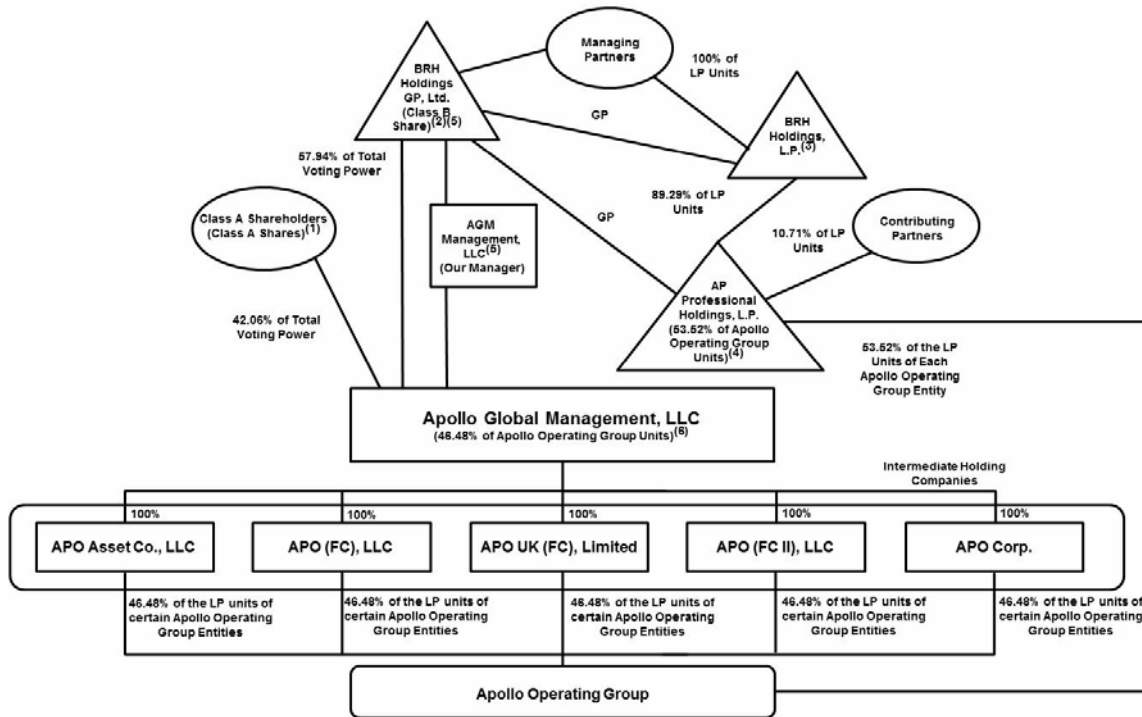 Managing
Partners
BRH
Holdings
GP, Ltd.
(Class B
Share)(2)(5)
100% of
LP Units
GP
BRH
Holdings,
L.P.(3)
57.94% of Total
Voting Power
Class A Shareholders
(Class A Shares)(1)
AGM
Management,
LLC(5)
(Our Manager)
GP
89.29% of LP
Units
10.71% of LP
Units
Contributing
Partners
AP
Professional
Holdings, L.P.
(53.52% of Apollo
Operating Group
Units)(4)
42.06% of Total
Voting Power
53.52% of the LP
Units of Each
Apollo Operating
Group Entity
Apollo Global Management, LLC
(46.48% of Apollo Operating Group Units)(6)
Intermediate Holding
Companies
100%
100%
100%
100%
100%
APO Asset Co., LLC
APO (FC), LLC
APO UK (FC), Limited
APO (FC II), LLC
APO Corp.
46.48% of the LP units of
certain Apollo Operating
Group Entities
46.48% of the LP units of
certain Apollo Operating
Group Entities
46.48% of the LP units of
certain Apollo Operating
Group Entities
46.48% of the LP units of
certain Apollo Operating
Group Entities
46.48% of the LP units of
certain Apollo Operating
Group Entities
Apollo Operating Group